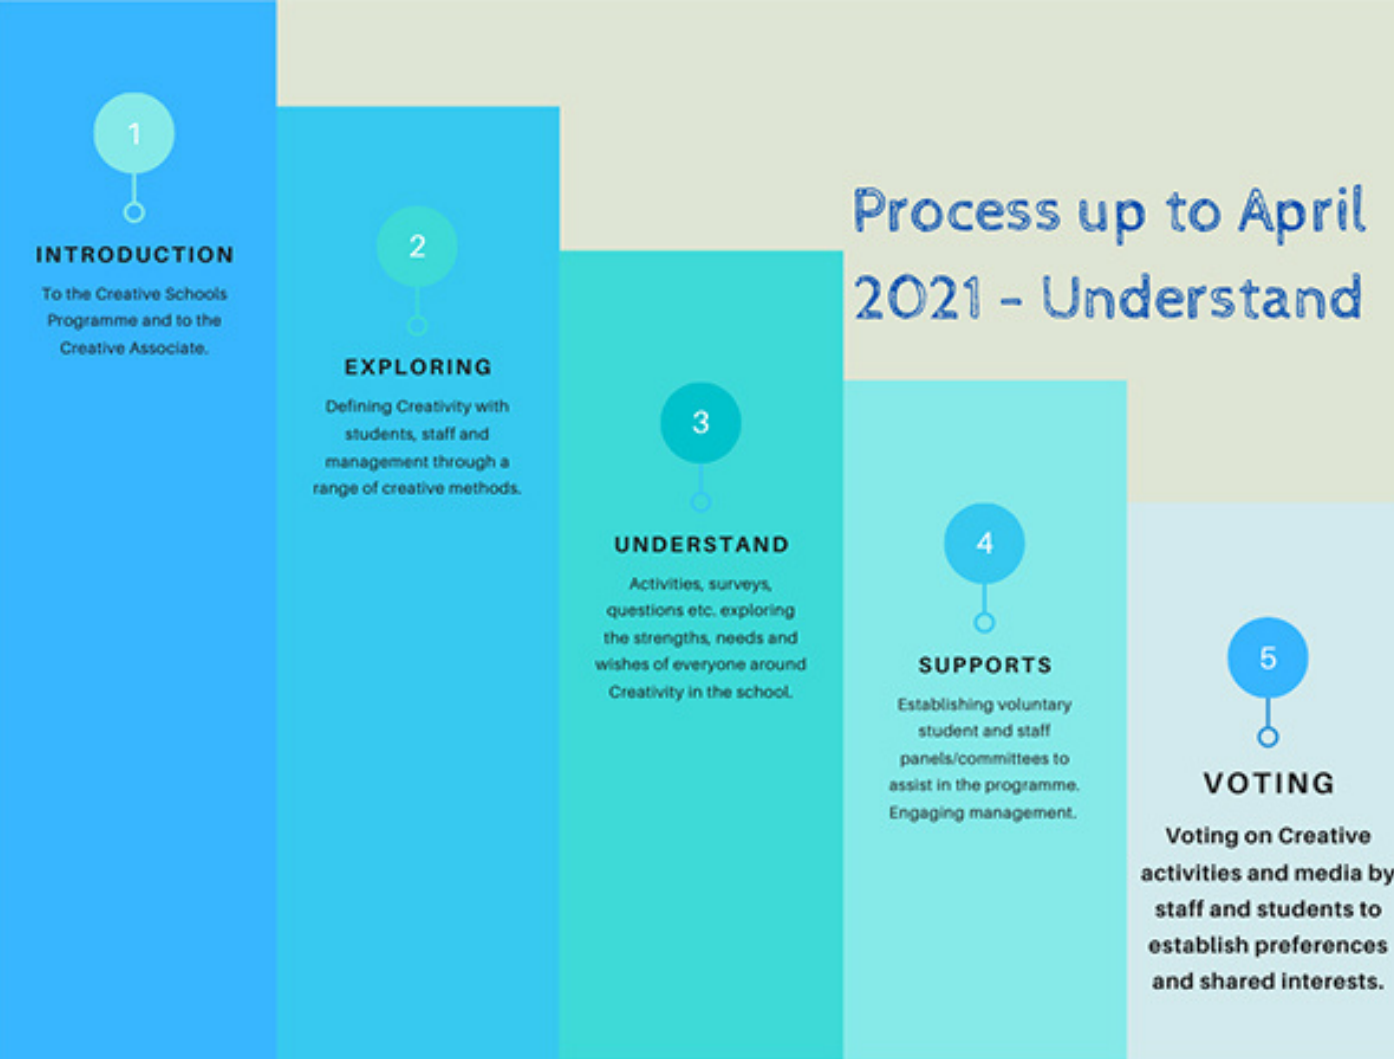 1
INTRODUCTION
To the Creative Schools
Programme and to the
Creative Associate.
2
EXPLORING
Defining Creativity with
students, staff and
management through a
range of creative methods.
3
UNDERSTAND
Activities, surveys,
questions etc. exploring
the strengths, needs and
wishes of everyone around
Creativity in the school.
Process up to April
2021 - Understand
4
SUPPORTS
Establishing voluntary
student and staff
panels/committees to
assist in the programme.
Engaging management.
5
VOTING
Voting on Creative
activities and media by
staff and students to
establish preferences
and shared interests.